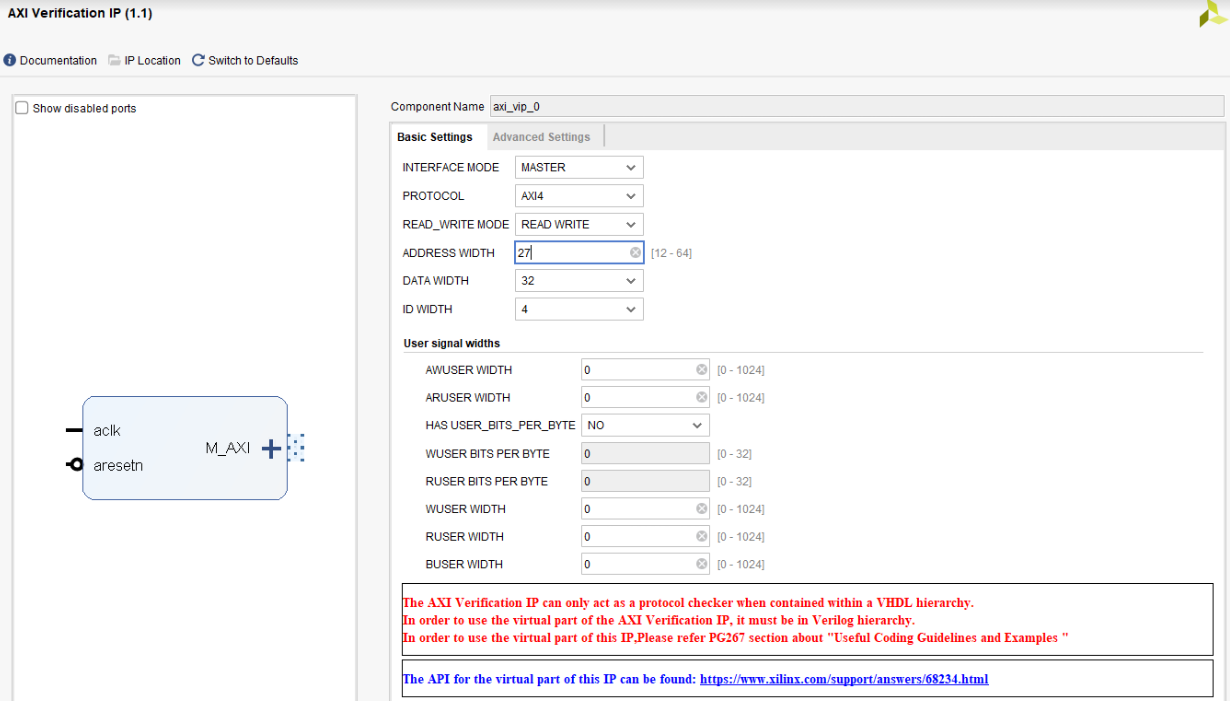 AXI Verification IP (1.1)
Documentation IP Location Switch to Defaults
Show disabled ports
aclk
aresetn
M_AXI
Component Name axi_vip_0
Basic Settings Advanced Settings
INTERFACE MODE MASTER
PROTOCOL AXI4
READ_WRITE MODE READ WRITE
ADDRESS WIDTH 27 [12 - 64]
DATA WIDTH 32
ID WIDTH 4
User signal widths
AWUSER WIDTH 0 [0 - 1024]
ARUSER WIDTH 0 [0 - 1024]
HAS USER_BITS_PER_BYTE NO
WUSER BITS PER BYTE 0 [0 - 32]
RUSER BITS PER BYTE 0 [0 - 32]
WUSER WIDTH 0 [0 - 1024]
RUSER WIDTH 0 [0 - 1024]
BUSER WIDTH 0 [0 - 1024]
The AXI Verification IP can only act as a protocol checker when contained within a VHDL hierarchy.
In order to use the virtual part of the AXI Verification IP, it must be in Verilog hierarchy.
In order to use the virtual part of this IP,Please refer PG267 section about "Useful Coding Guidelines and Examples "
The API for the virtual part of this IP can be found: https://www.xilinx.com/support/answers/68234.html